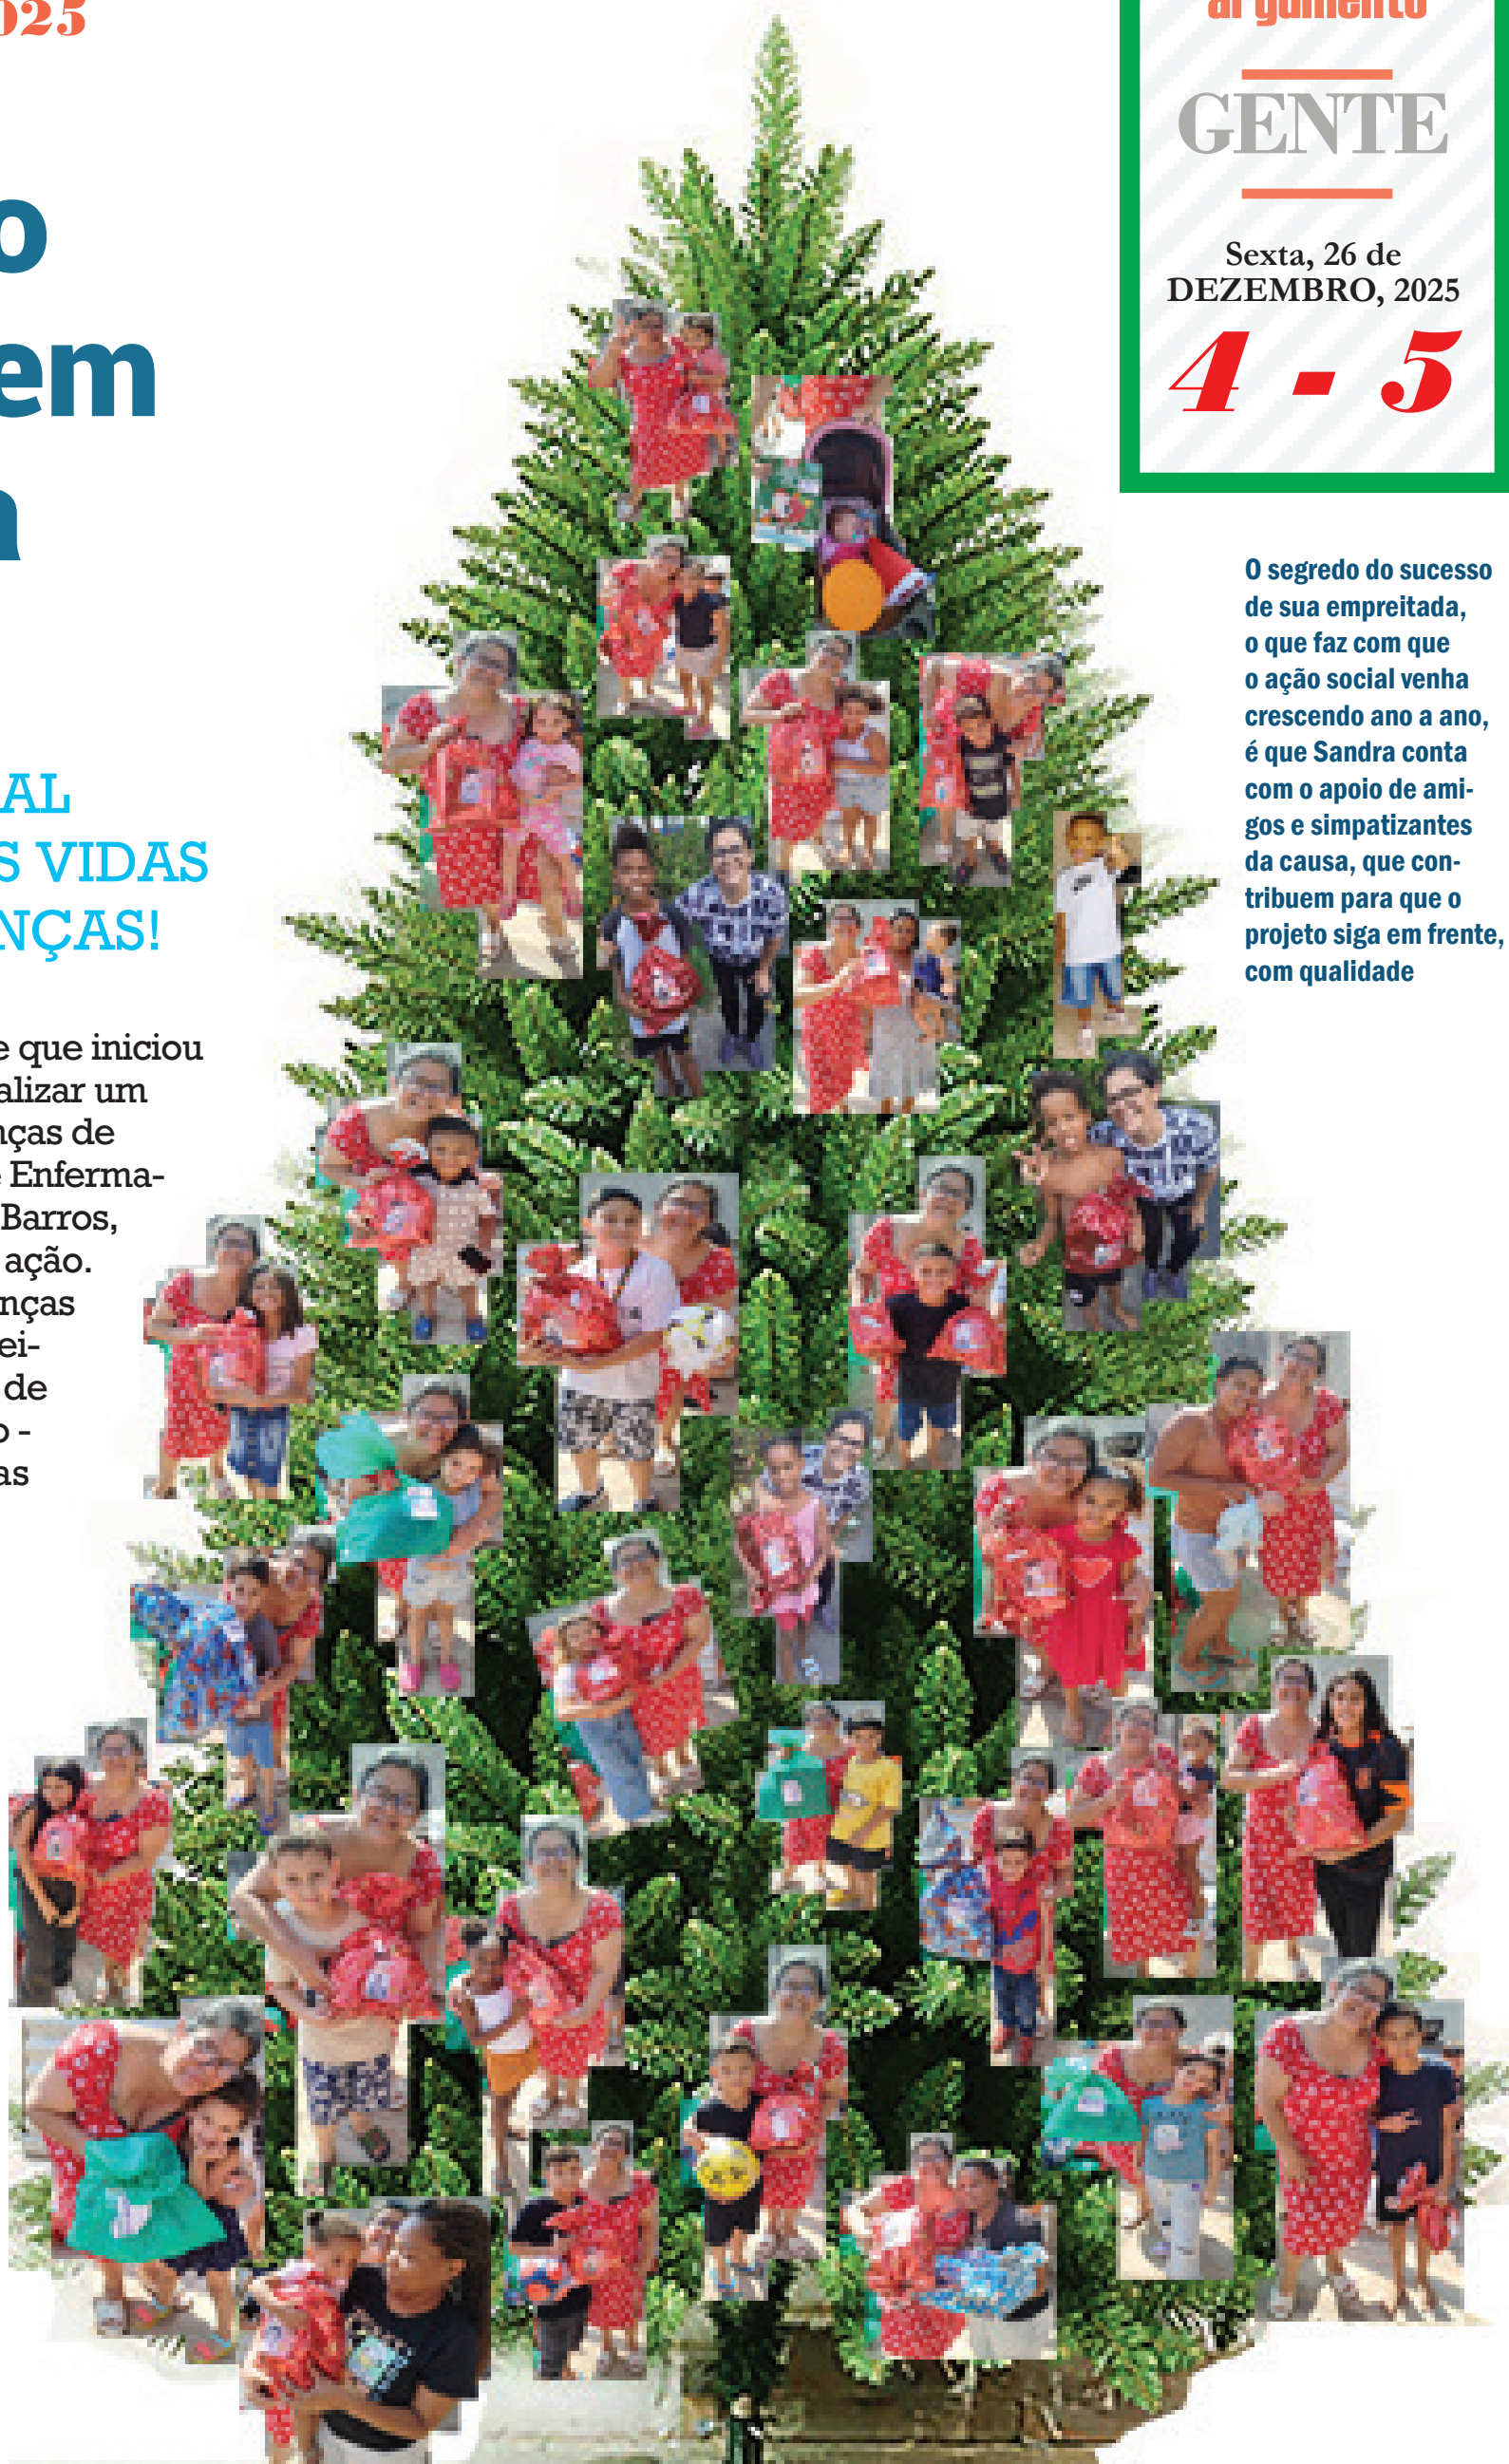 025
argumento
GENTE
Sexta, 26 de
DEZEMBRO, 2025
4 - 5
o
em
a
AL
S VIDAS
NÇAS!
e que iniciou
alizar um
nças de
e Enferma-
Barros,
ação.
nças
ei-
de
o -
as
O segredo do sucesso
de sua empreitada,
o que faz com que
o ação social venha
crescendo ano a ano,
é que Sandra conta
com o apoio de ami-
gos e simpatizantes
da causa, que con-
tribuem para que o
projeto siga em frente,
com qualidade